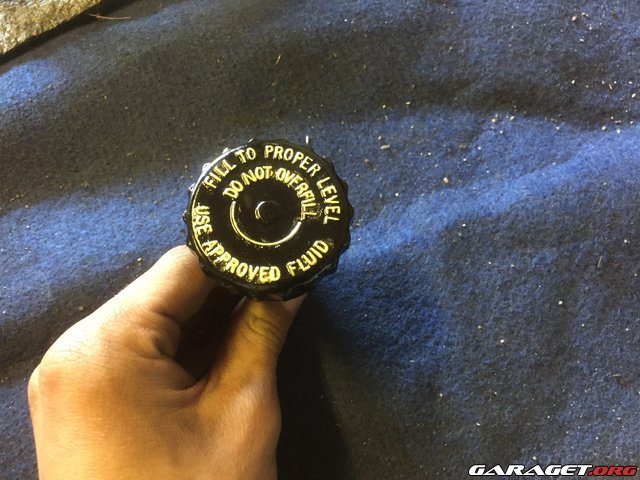 FILL TO PROPER LEVEL
DO NOT OVERFILL
USE APPROVED FLUID
GARAGET.ORG